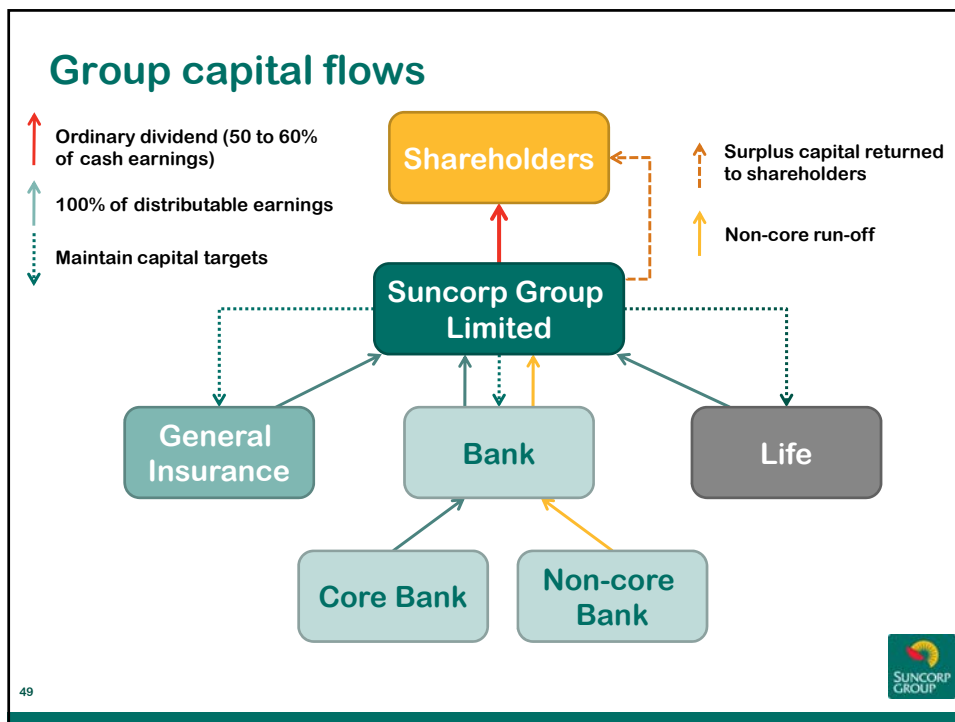 Group capital flows
Ordinary dividend (50 to 60%
of cash earnings)
100% of distributable earnings
Maintain capital targets
Shareholders
Surplus capital returned
to shareholders
Non-core run-off
Suncorp Group
Limited
General
Insurance
Bank
Life
Core Bank
Non-core
Bank
49
SUNCORP
GROUP